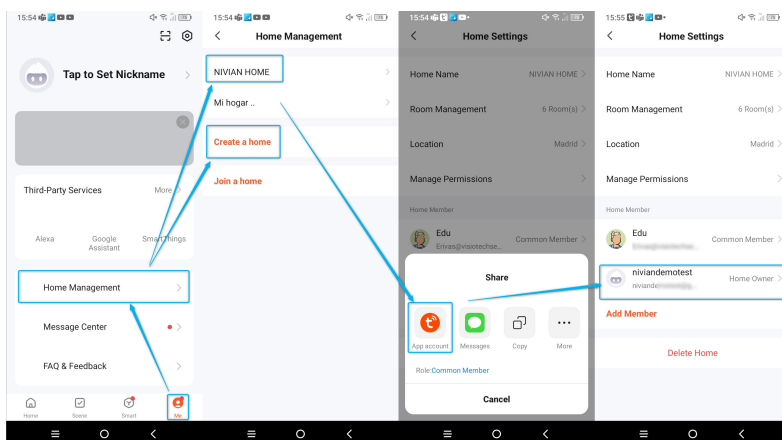 15:54
Tap to Set Nickname
Third-Party Services
More
Alexa
Google Assistant
SmartThings
Home Management
Message Center
FAQ & Feedback
Home
Scene
Smart
Me
15:54
Home Management
NIVIAN HOME
Mi hogar ..
Create a home
Join a home
15:54
Home Settings
Home Name
NIVIAN HOME
Room Management
6 Room(s)
Location
Madrid
Manage Permissions
Home Member
Edu
Erivas@visiotechse...
Common Member
Share
App account
Messages
Copy
More
Role:Common Member
Cancel
15:55
Home Settings
Home Name
NIVIAN HOME
Room Management
6 Room(s)
Location
Madrid
Manage Permissions
Home Member
Edu
Common Member
niviandemotest
Home Owner
Add Member
Delete Home